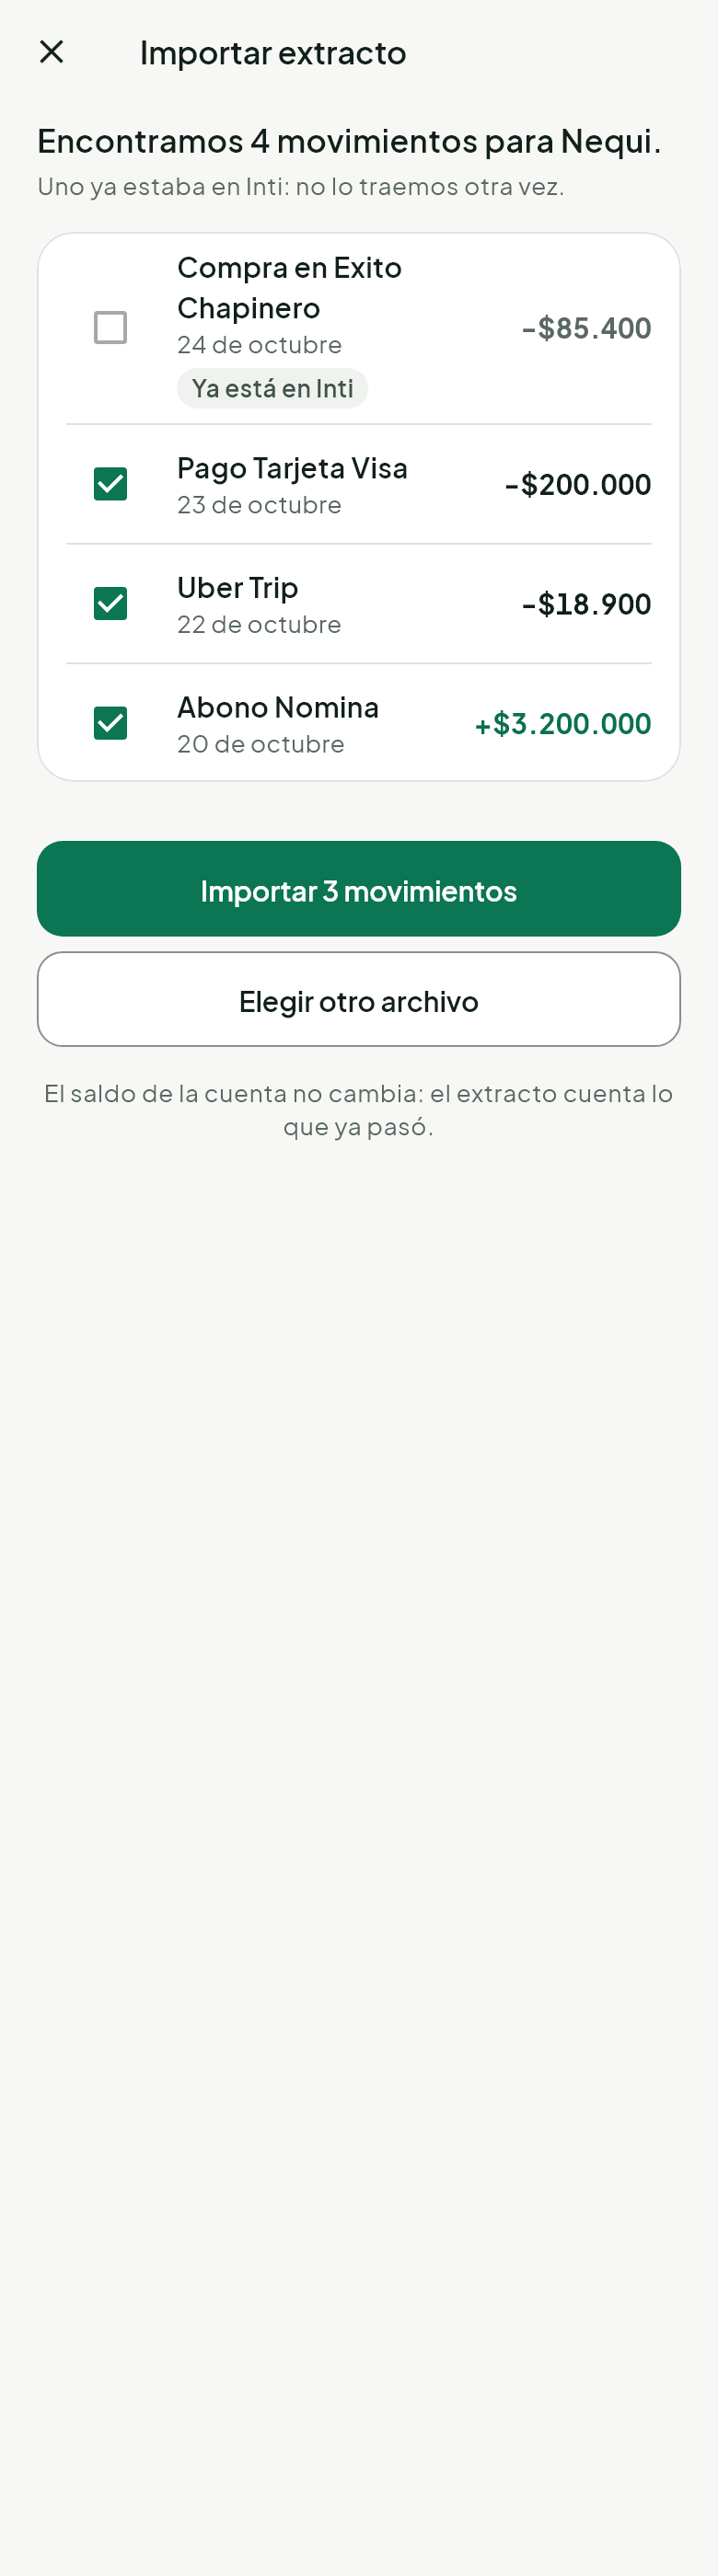 Importar extracto
Encontramos 4 movimientos para Nequi.
Uno ya estaba en Inti: no lo traemos otra vez.
Compra en Exito
Chapinero
24 de octubre
Ya está en Inti
-$85.400
Pago Tarjeta Visa
23 de octubre
-$200.000
Uber Trip
22 de octubre
-$18.900
Abono Nomina
20 de octubre
+$3.200.000
Importar 3 movimientos
Elegir otro archivo
El saldo de la cuenta no cambia: el extracto cuenta lo
que ya pasó.